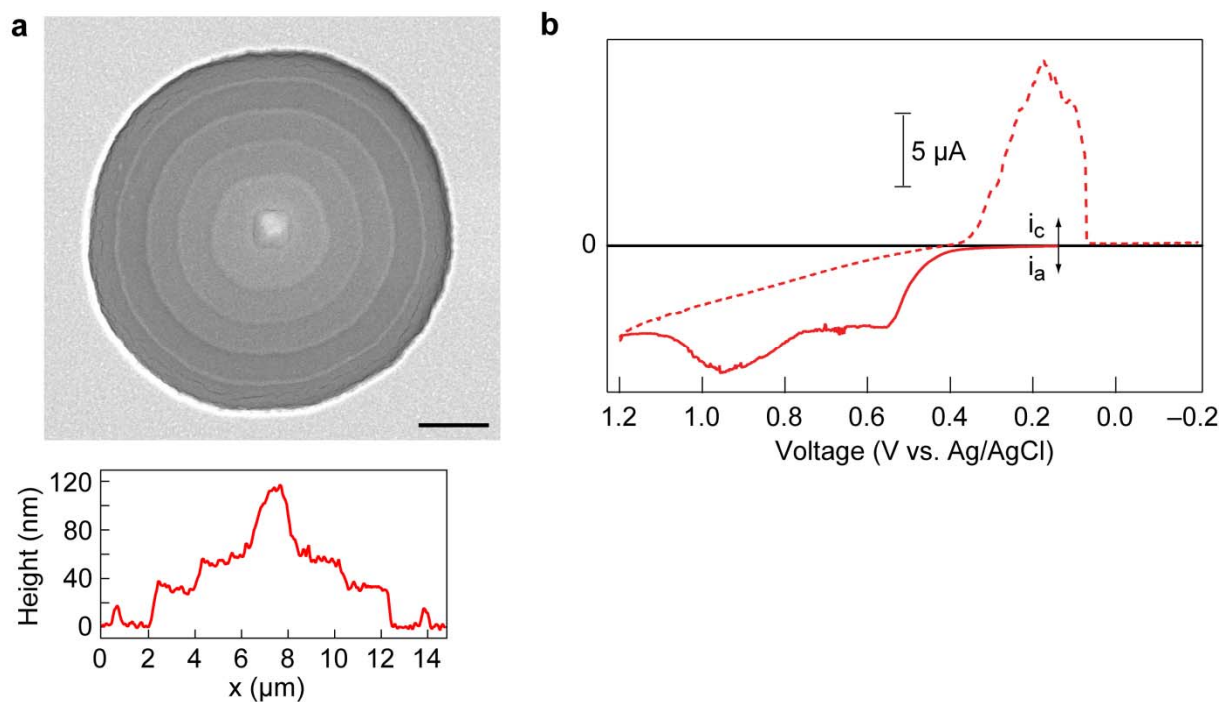 a
b
5 µA
0
i_c
i_a
1.2 1.0 0.8 0.6 0.4 0.2 0.0 –0.2
Voltage (V vs. Ag/AgCl)
120
80
40
0
Height (nm)
0 2 4 6 8 10 12 14
x (µm)